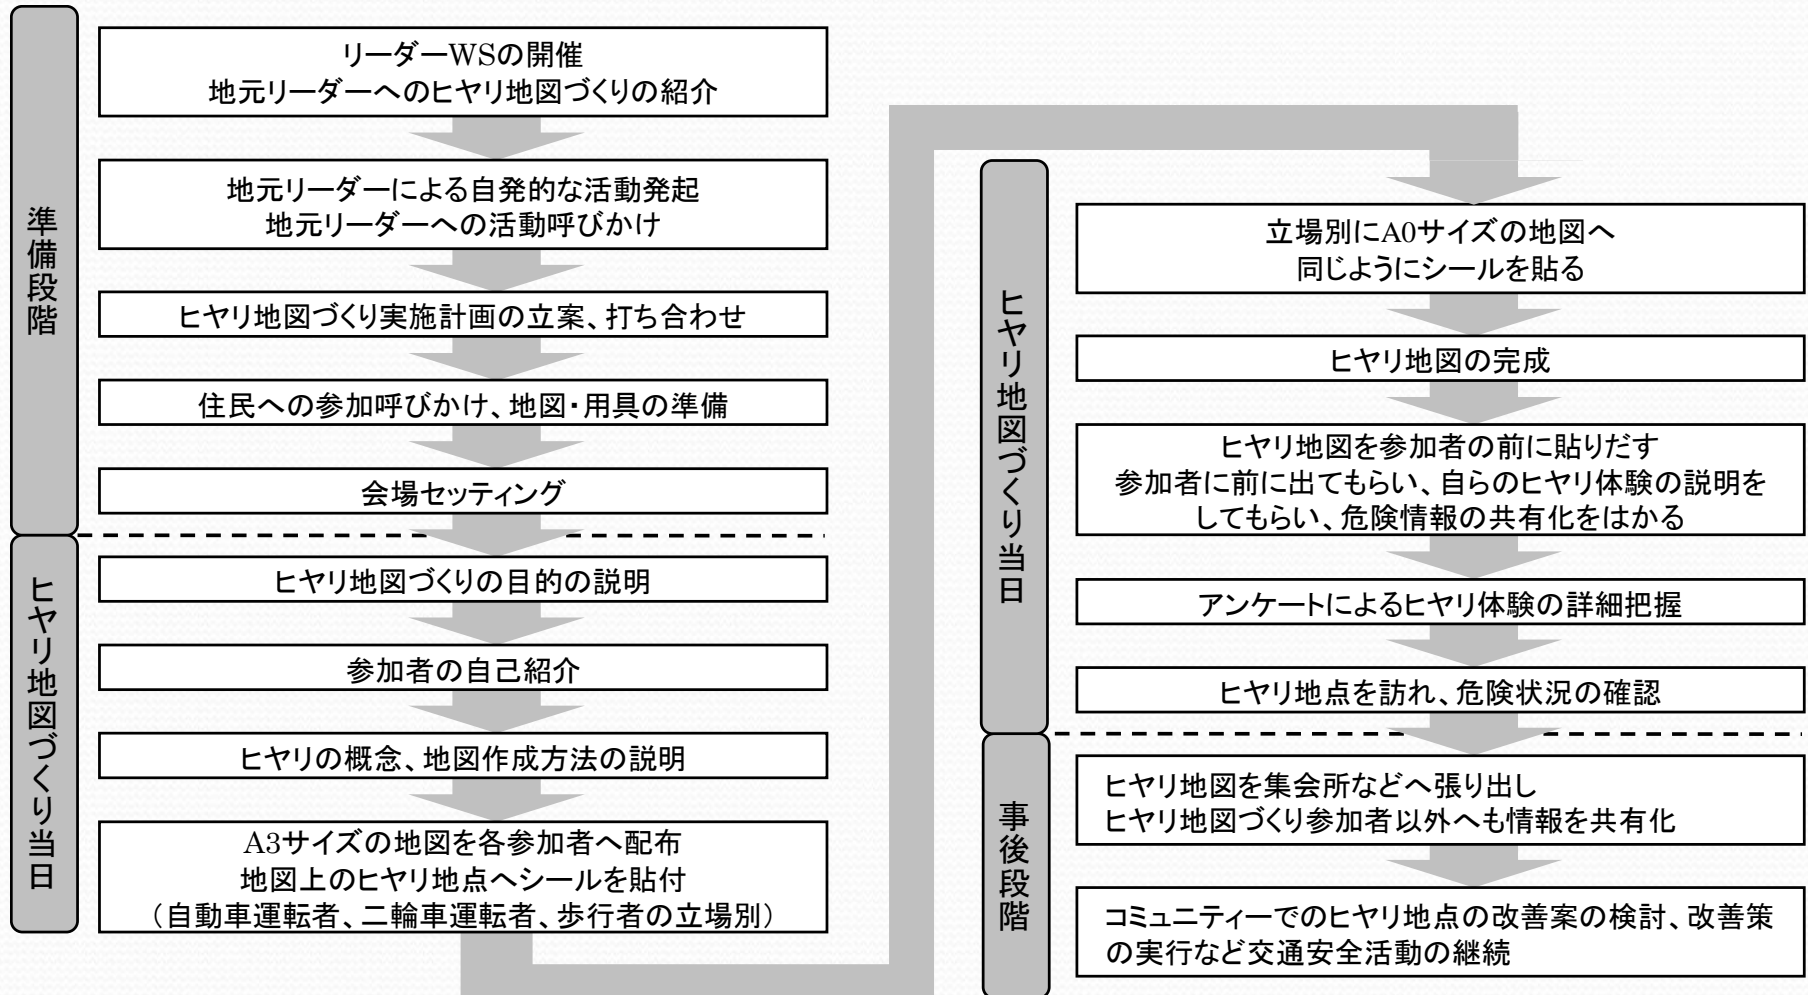 準備段階
リーダーWSの開催
地元リーダーへのヒヤリ地図づくりの紹介
地元リーダーによる自発的な活動発起
地元リーダーへの活動呼びかけ
ヒヤリ地図づくり実施計画の立案、打ち合わせ
住民への参加呼びかけ、地図・用具の準備
会場セッティング
ヒヤリ地図づくり当日
ヒヤリ地図づくりの目的の説明
参加者の自己紹介
ヒヤリの概念、地図作成方法の説明
A3サイズの地図を各参加者へ配布
地図上のヒヤリ地点へシールを貼付
（自動車運転者、二輪車運転者、歩行者の立場別）
ヒヤリ地図づくり当日
立場別にA0サイズの地図へ
同じようにシールを貼る
ヒヤリ地図の完成
ヒヤリ地図を参加者の前に貼りだす
参加者に前に出てもらい、自らのヒヤリ体験の説明を
してもらい、危険情報の共有化をはかる
アンケートによるヒヤリ体験の詳細把握
ヒヤリ地点を訪れ、危険状況の確認
事後段階
ヒヤリ地図を集会所などへ張り出し
ヒヤリ地図づくり参加者以外へも情報を共有化
コミュニティーでのヒヤリ地点の改善案の検討、改善策
の実行など交通安全活動の継続